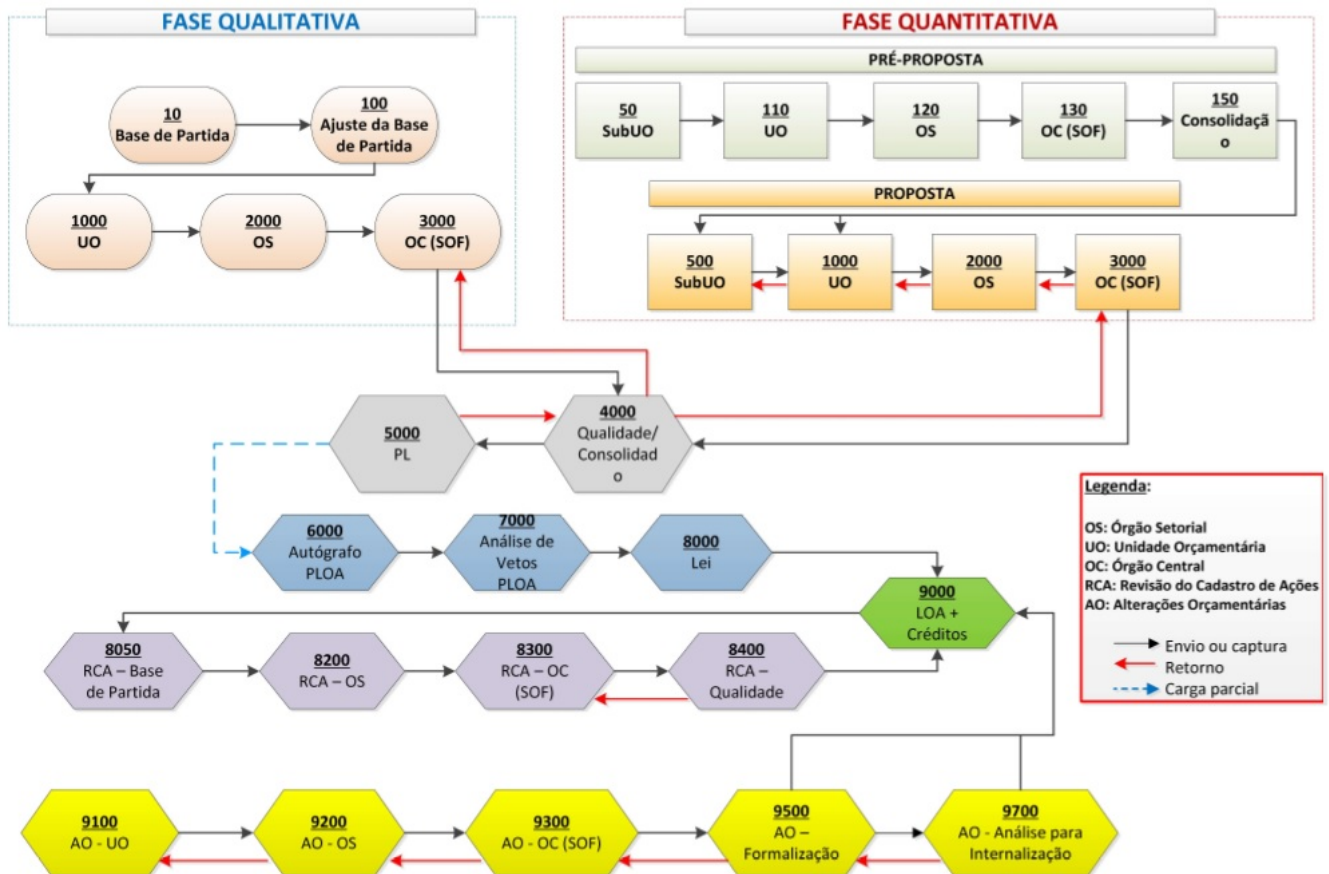 FASE QUALITATIVA
10
Base de Partida
100
Ajuste da Base
de Partida
1000
UO
2000
OS
3000
OC (SOF)
FASE QUANTITATIVA
PRÉ-PROPOSTA
50
SubUO
110
UO
120
OS
130
OC (SOF)
150
Consolidaçã
o
PROPOSTA
500
SubUO
1000
UO
2000
OS
3000
OC (SOF)
5000
PL
4000
Qualidade/
Consolidad
o
6000
Autógrafo
PLOA
7000
Análise de
Vetos
PLOA
8000
Lei
9000
LOA +
Créditos
8050
RCA – Base
de Partida
8200
RCA – OS
8300
RCA – OC
(SOF)
8400
RCA –
Qualidade
9100
AO - UO
9200
AO - OS
9300
AO - OC (SOF)
9500
AO –
Formalização
9700
AO - Análise para
Internalização
Legenda:
OS: Órgão Setorial
UO: Unidade Orçamentária
OC: Órgão Central
RCA: Revisão do Cadastro de Ações
AO: Alterações Orçamentárias
Envio ou captura
Retorno
Carga parcial